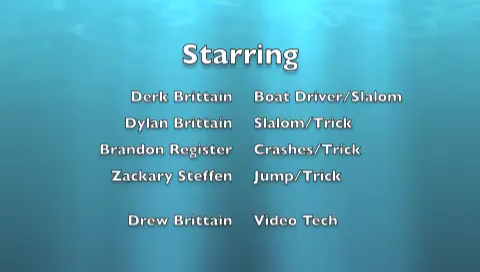 Starring
Derk Brittain Boat Driver/Slalom
Dylan Brittain Slalom/Trick
Brandon Register Crashes/Trick
Zackary Steffen Jump/Trick
Drew Brittain Video Tech